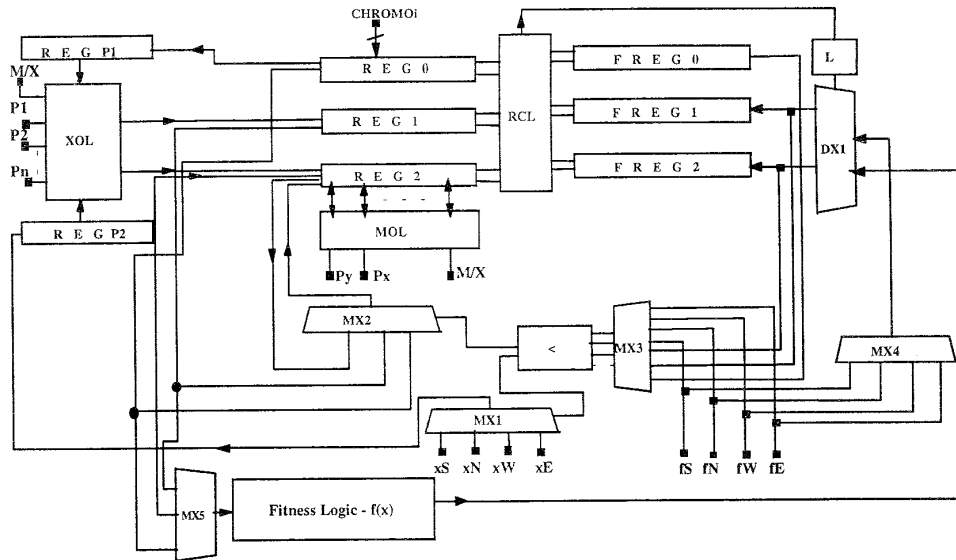 CHROMOi
R E G P1
R E G 0
F R E G 0
L
M/X
P1
P2
Pn
XOL
R E G 1
RCL
F R E G 1
DX1
R E G 2
F R E G 2
- - -
R E G P2
MOL
Py
Px
M/X
MX2
<
MX3
MX4
MX1
xS
xN
xW
xE
fS
fN
fW
fE
MX5
Fitness Logic - f(x)